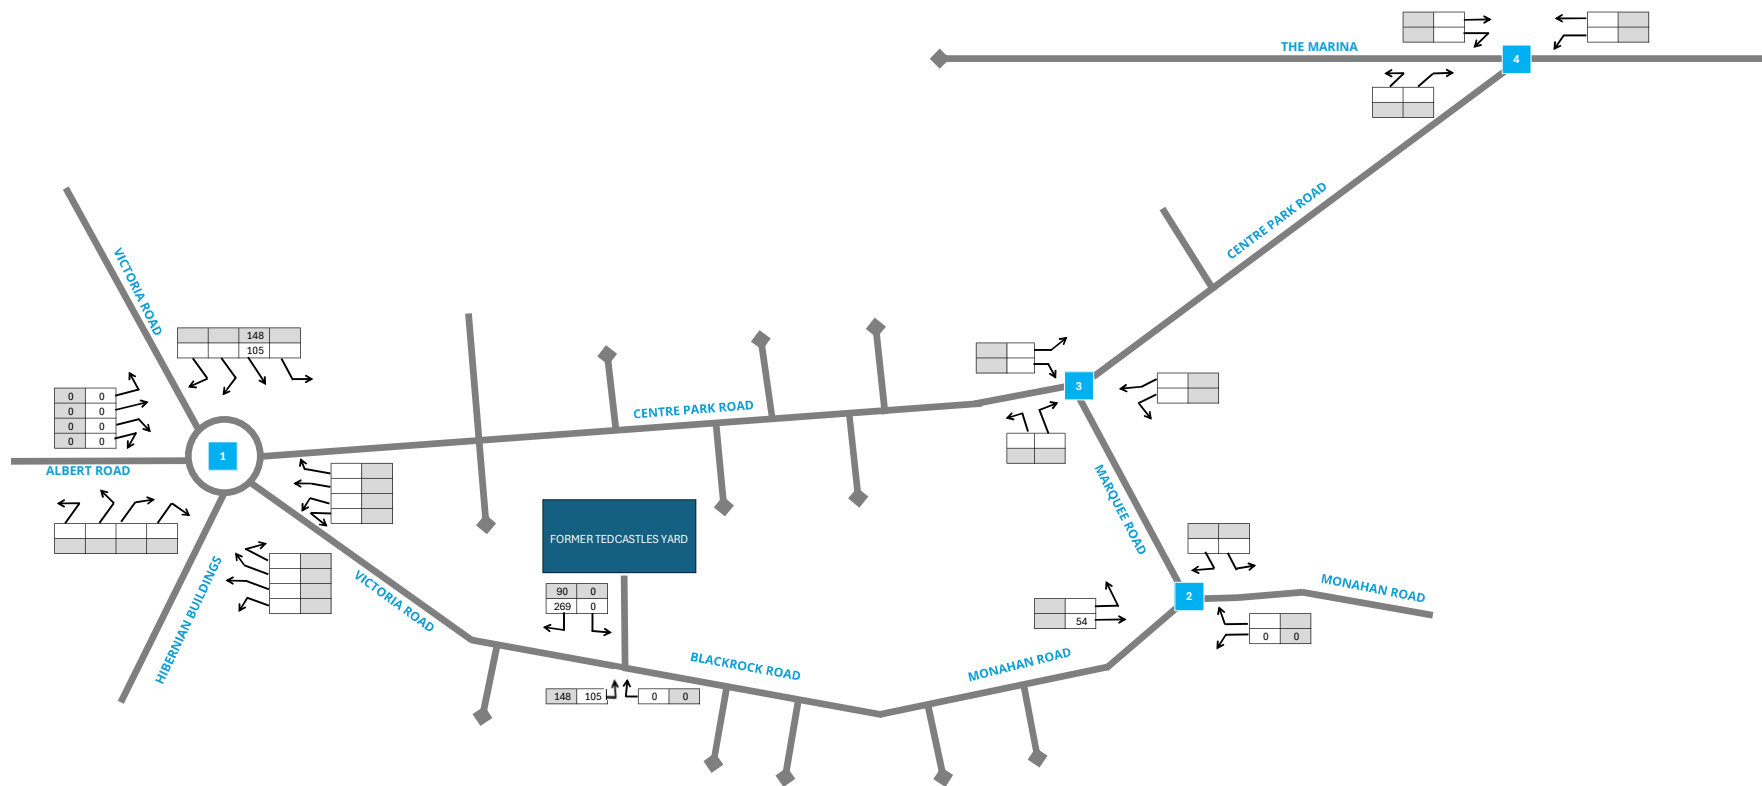 THE MARINA
4
CENTRE PARK ROAD
VICTORIA ROAD
148
105
0 0
0 0
0 0
0 0
ALBERT ROAD
1
CENTRE PARK ROAD
3
MARQUEE ROAD
FORMER TEDCASTLES YARD
HIBERNIAN BUILDINGS
VICTORIA ROAD
90 0
269 0
BLACKROCK ROAD
148 105
0 0
MONAHAN ROAD
54
2
MONAHAN ROAD
0 0